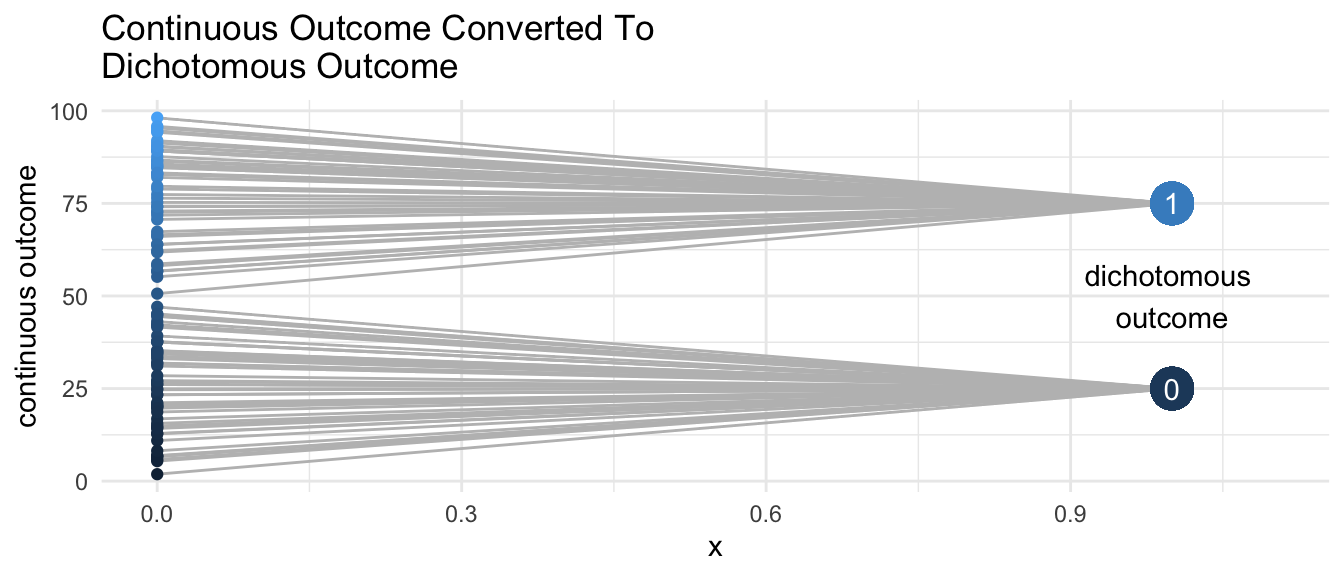 Continuous Outcome Converted To
Dichotomous Outcome
continuous outcome
100
75
50
25
0
1
dichotomous
outcome
0
0.0
0.3
0.6
0.9
x